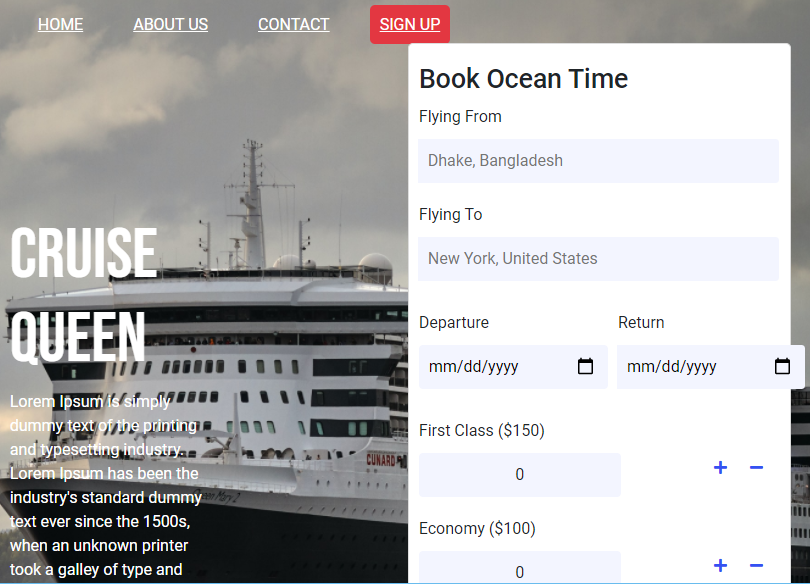 HOME ABOUT US CONTACT SIGN UP
CRUISE
QUEEN
Lorem Ipsum is simply
dummy text of the printing
and typesetting industry.
Lorem Ipsum has been the
industry's standard dummy
text ever since the 1500s,
when an unknown printer
took a galley of type and
CUNARD
Queen Mary 2
Book Ocean Time
Flying From
Dhake, Bangladesh
Flying To
New York, United States
Departure Return
mm/dd/yyyy mm/dd/yyyy
First Class ($150)
0 + −
Economy ($100)
0 + −